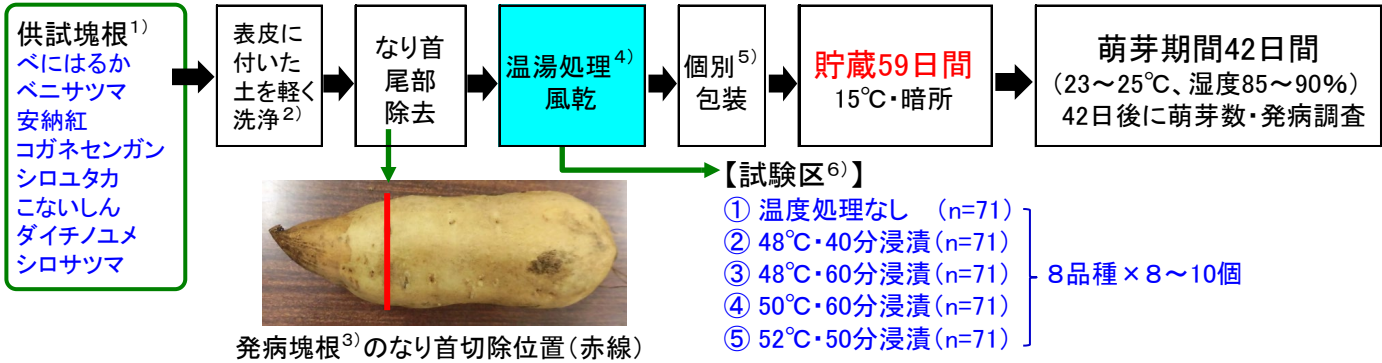 供試塊根1)
べにはるか
ベニサツマ
安納紅
コガネセンガン
シロユタカ
こないしん
ダイチノユメ
シロサツマ
表皮に
付いた
土を軽く
洗浄2)
なり首
尾部
除去
温湯処理4)
風乾
個別5)
包装
貯蔵59日間
15℃・暗所
萌芽期間42日間
(23～25℃、湿度85～90%)
42日後に萌芽数・発病調査
発病塊根3)のなり首切除位置(赤線)
【試験区6)】
① 温度処理なし (n=71)
② 48℃・40分浸漬(n=71)
③ 48℃・60分浸漬(n=71)
④ 50℃・60分浸漬(n=71)
⑤ 52℃・50分浸漬(n=71)
８品種×８～10個